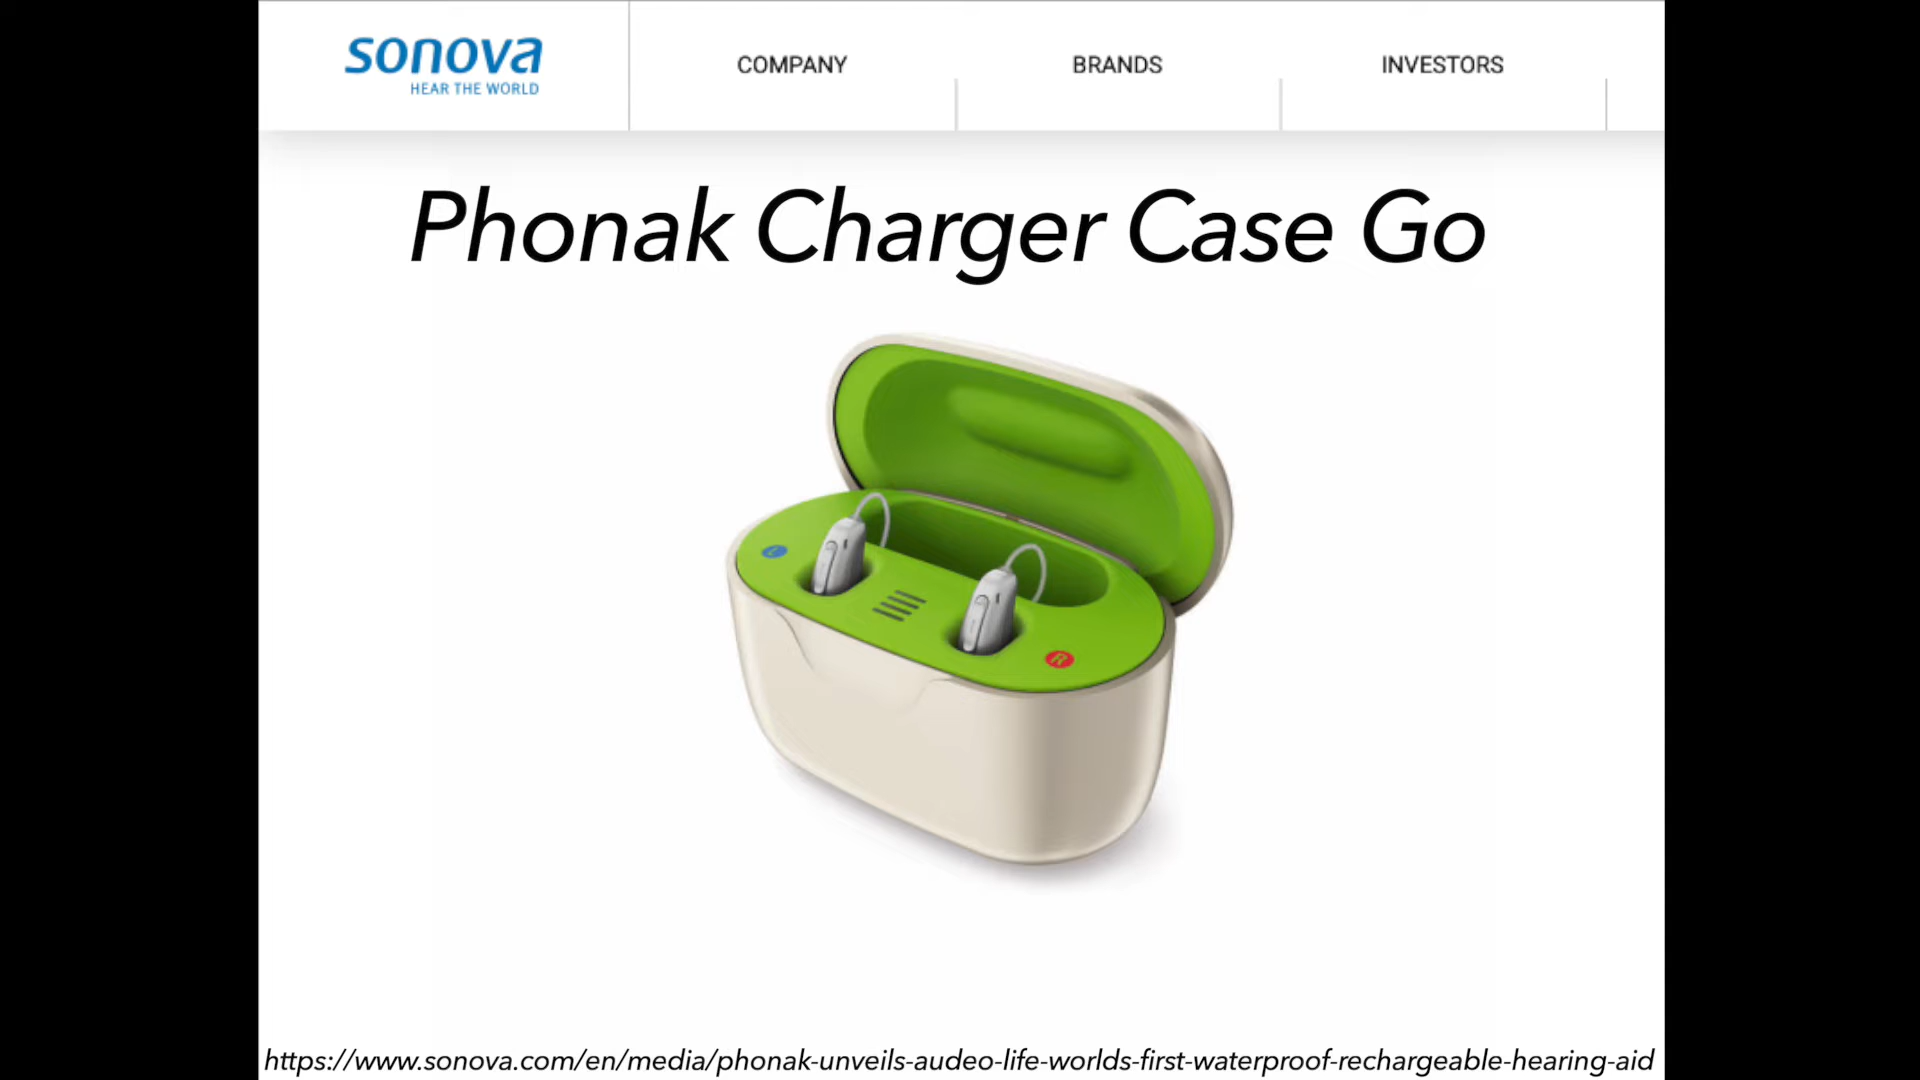 sonova
HEAR THE WORLD
COMPANY
BRANDS
INVESTORS
Phonak Charger Case Go
L
R
https://www.sonova.com/en/media/phonak-unveils-audeo-life-worlds-first-waterproof-rechargeable-hearing-aid